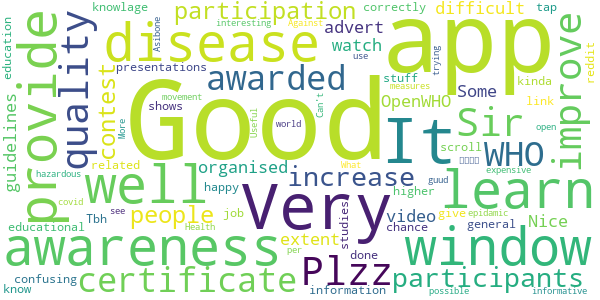 Good
app
Very
It
disease
awareness
window
learn
well
provide
quality
improve
awarded
Sir
WHO
Plzz
certificate
participants
increase
people
participation
contest
extent
organised
video
OpenWHO
Some
Nice
watch
advert
difficult
guidelines
knowlage
correctly
tap
stuff
kinda
link
reddit
trying
presentations
shows
related
happy
Tbh
job
educational
education
confusing
know
information
done
studies
chance
general
give
higher
scroll
interesting
Asibone
Against
use
movement
measures
world
Useful
Can't
More
What
open
hazardous
expensive
covid
see
Health
guud
epidamic
per
possible
informative